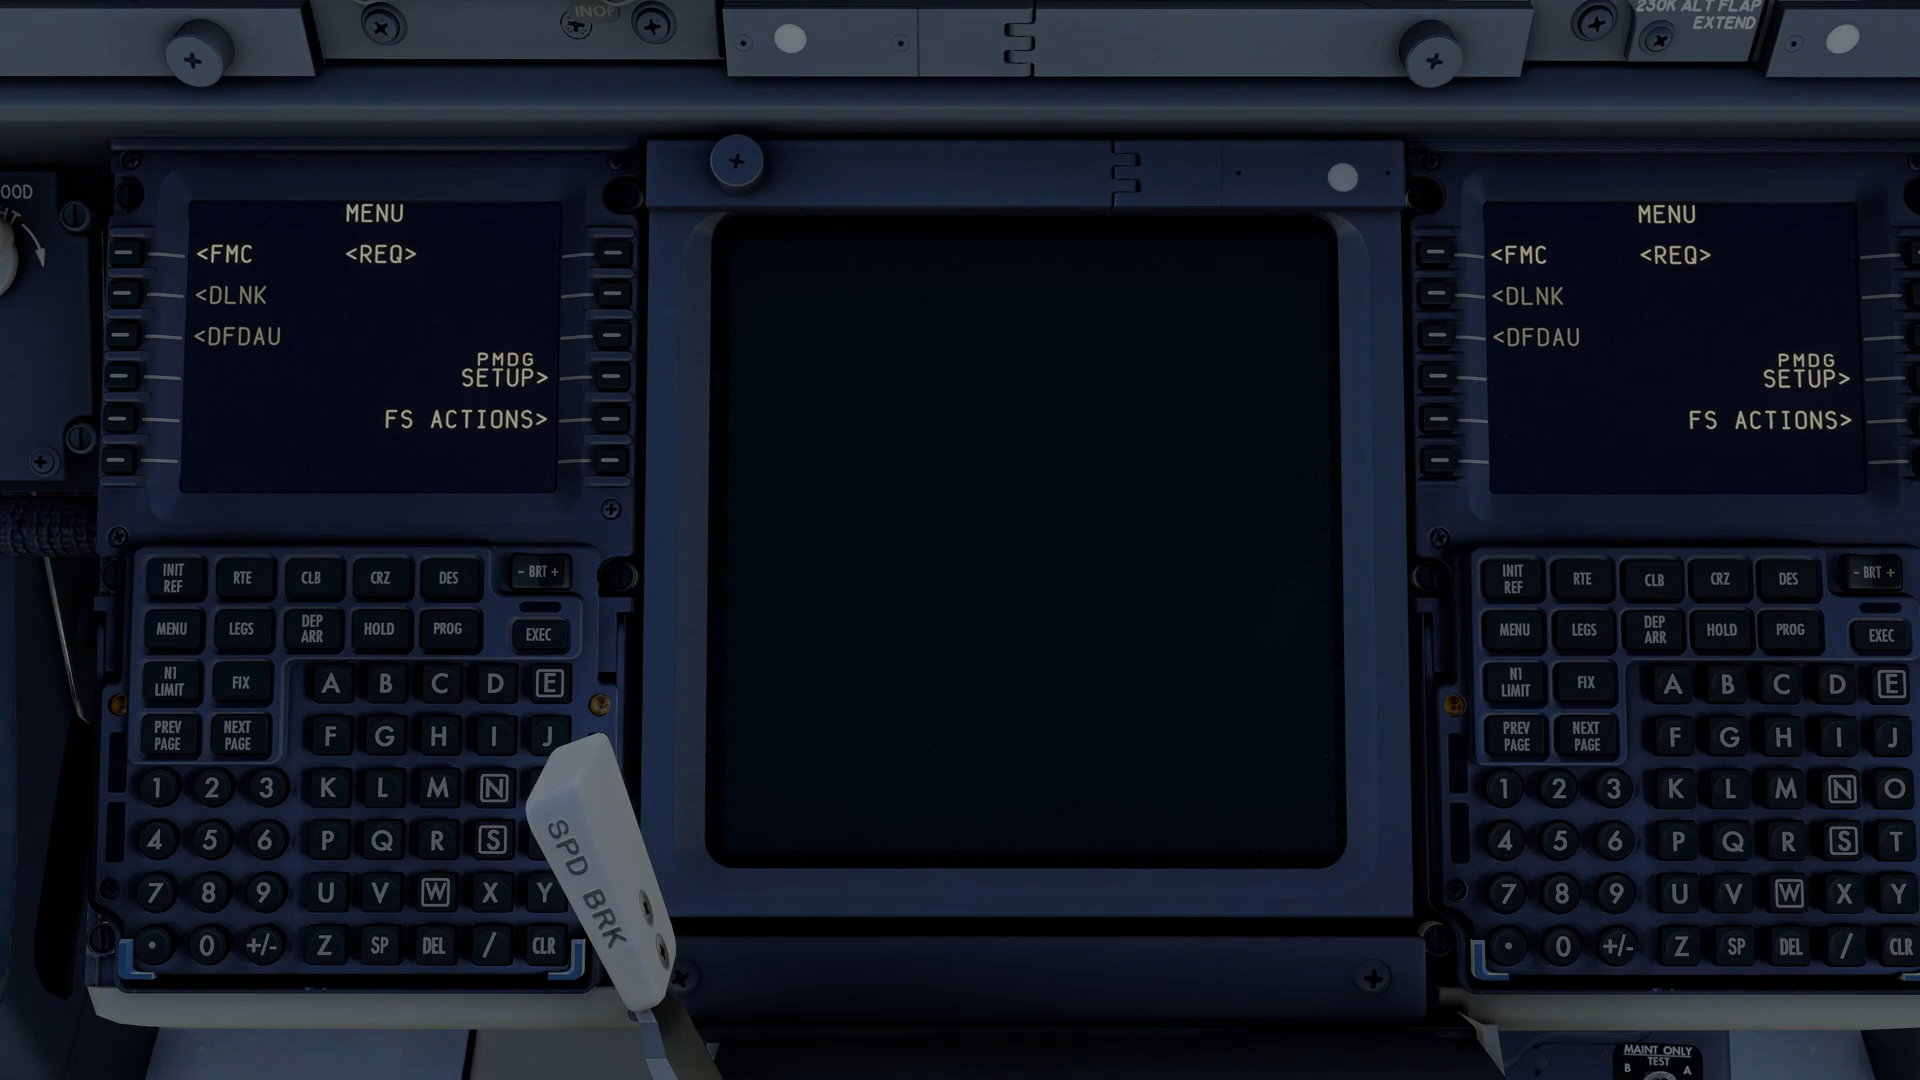 INOP
230K ALT FLAP
EXTEND
OOD
HT
MENU
<FMC <REQ>
<DLNK
<DFDAU
PMDG
SETUP>
FS ACTIONS>
INIT REF RTE CLB CRZ DES - BRT +
MENU LEGS DEP ARR HOLD PROG EXEC
N1 LIMIT FIX A B C D E
PREV PAGE NEXT PAGE F G H I J
1 2 3 K L M N
4 5 6 P Q R S
7 8 9 U V W X Y
. 0 +/- Z SP DEL / CLR
SPD BRK
MENU
<FMC <REQ>
<DLNK
<DFDAU
PMDG
SETUP>
FS ACTIONS>
INIT REF RTE CLB CRZ DES - BRT +
MENU LEGS DEP ARR HOLD PROG EXEC
N1 LIMIT FIX A B C D E
PREV PAGE NEXT PAGE F G H I J
1 2 3 K L M N O
4 5 6 P Q R S T
7 8 9 U V W X Y
. 0 +/- Z SP DEL / CLR
MAINT ONLY
TEST
B A